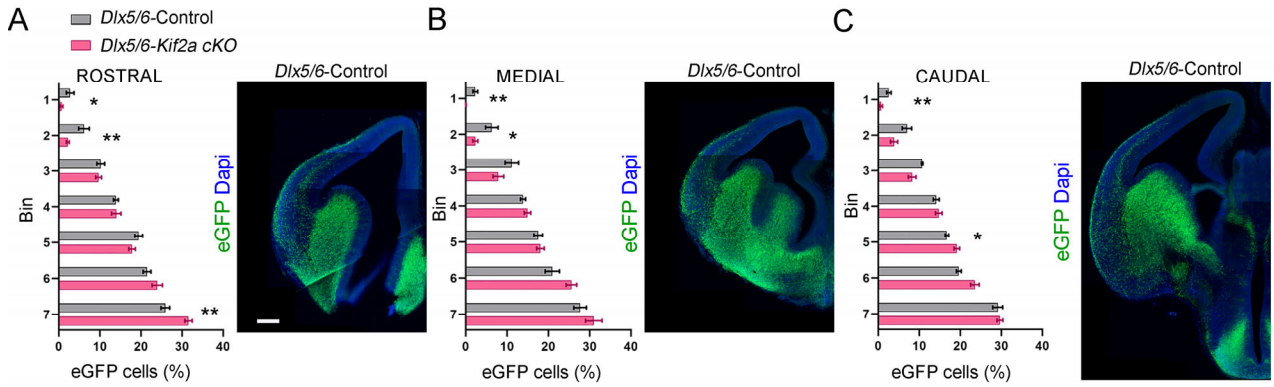 A
Dlx5/6-Control
Dlx5/6-Kif2a cKO
ROSTRAL
Bin
1
2
3
4
5
6
7
*
**
**
0
10
20
30
40
eGFP cells (%)
Dlx5/6-Control
eGFP Dapi
B
MEDIAL
Bin
1
2
3
4
5
6
7
**
*
0
10
20
30
40
eGFP cells (%)
Dlx5/6-Control
eGFP Dapi
C
CAUDAL
Bin
1
2
3
4
5
6
7
**
*
0
10
20
30
40
eGFP cells (%)
Dlx5/6-Control
eGFP Dapi